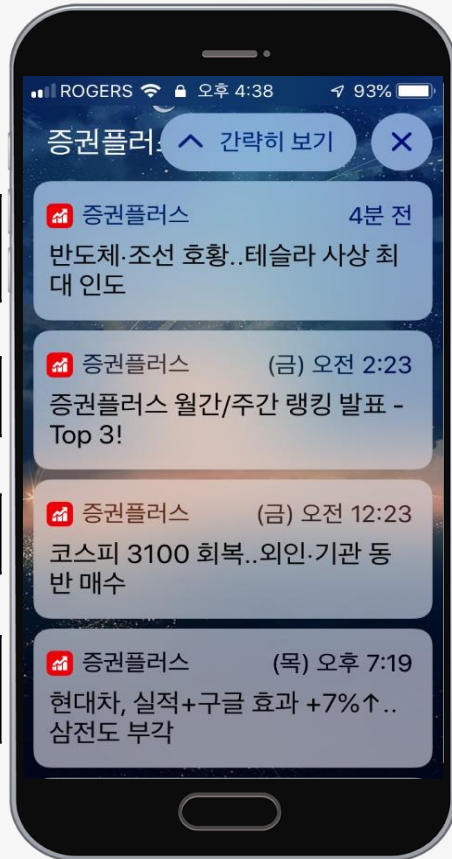 ROGERS 오후 4:38 93%
증권플러스 간략히 보기
증권플러스 4분 전
반도체·조선 호황..테슬라 사상 최
대 인도
증권플러스 (금) 오전 2:23
증권플러스 월간/주간 랭킹 발표 -
Top 3!
증권플러스 (금) 오전 12:23
코스피 3100 회복..외인·기관 동
반 매수
증권플러스 (목) 오후 7:19
현대차, 실적+구글 효과 +7%↑..
삼전도 부각